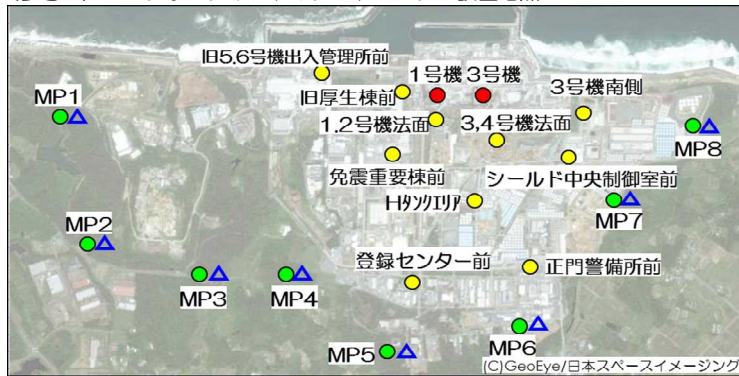 旧5.6号機出入管理所前
1号機
3号機
MP1
旧厚生棟前
3号機南側
1.2号機法面
3,4号機法面
MP8
免震重要棟前
シールド中央制御室前
Hタンクエリア
MP7
MP2
登録センター前
正門警備所前
MP3
MP4
MP5
MP6
(C)GeoEye/日本スペースイメージング